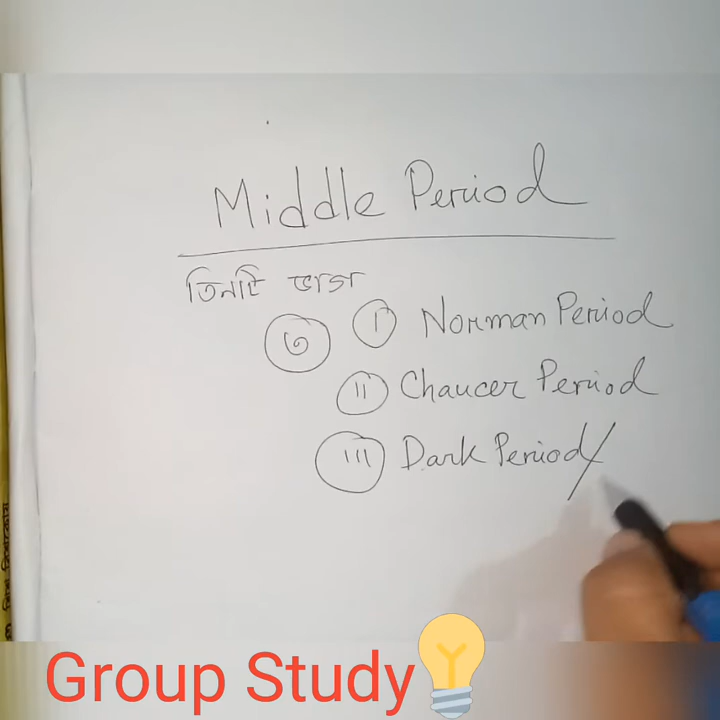 Middle Period
তিনটি ভাগ
৩
i Norman Period
ii Chaucer Period
iii Dark Period/
Group Study